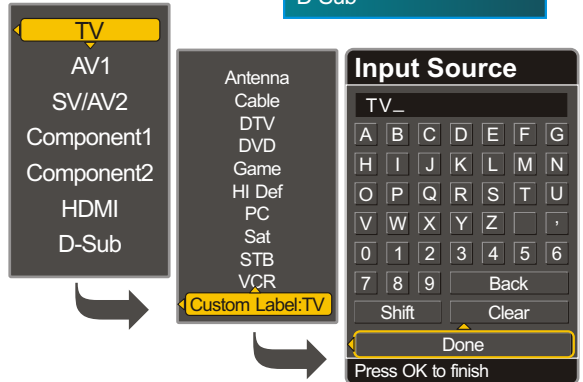 D-Sub
TV
AV1
SV/AV2
Component1
Component2
HDMI
D-Sub
Antenna
Cable
DTV
DVD
Game
HI Def
PC
Sat
STB
VCR
Custom Label:TV
Input Source
TV_
A B C D E F G
H I J K L M N
O P Q R S T U
V W X Y Z ,
0 1 2 3 4 5 6
7 8 9 Back
Shift Clear
Done
Press OK to finish